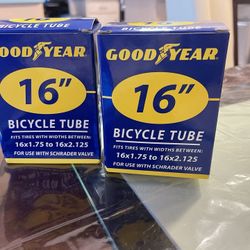 GOODYEAR
16"
BICYCLE TUBE
FITS TIRES WITH WIDTHS BETWEEN:
16x1.75 to 16x2.125
FOR USE WITH SCHRADER VALVE
GOODYEAR
16"
BICYCLE TUBE
FITS TIRES WITH WIDTHS BETWEEN:
16x1.75 to 16x2.125
FOR USE WITH SCHRADER VALVE